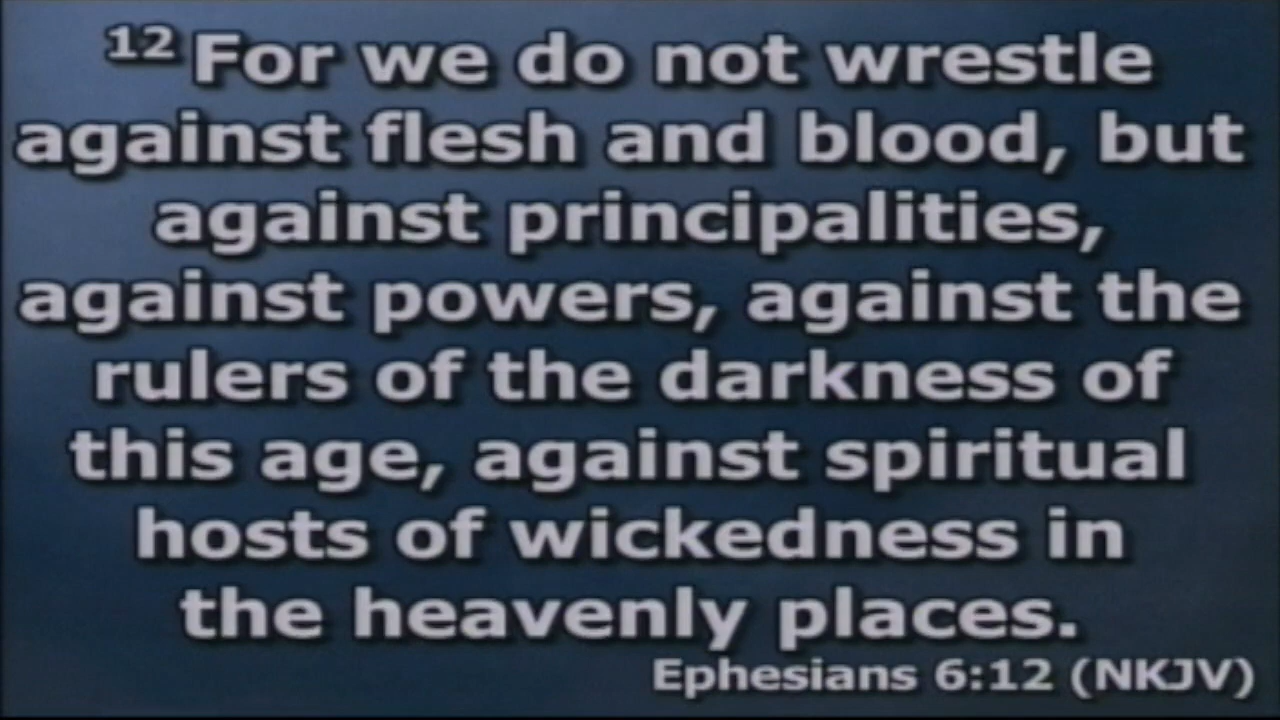 12 For we do not wrestle
against flesh and blood, but
against principalities,
against powers, against the
rulers of the darkness of
this age, against spiritual
hosts of wickedness in
the heavenly places.
Ephesians 6:12 (NKJV)